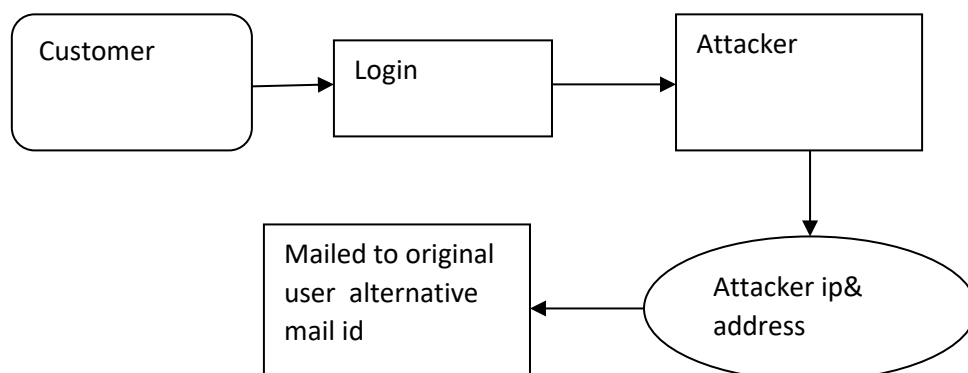 Customer
Login
Attacker
Attacker ip&
address
Mailed to original
user alternative
mail id